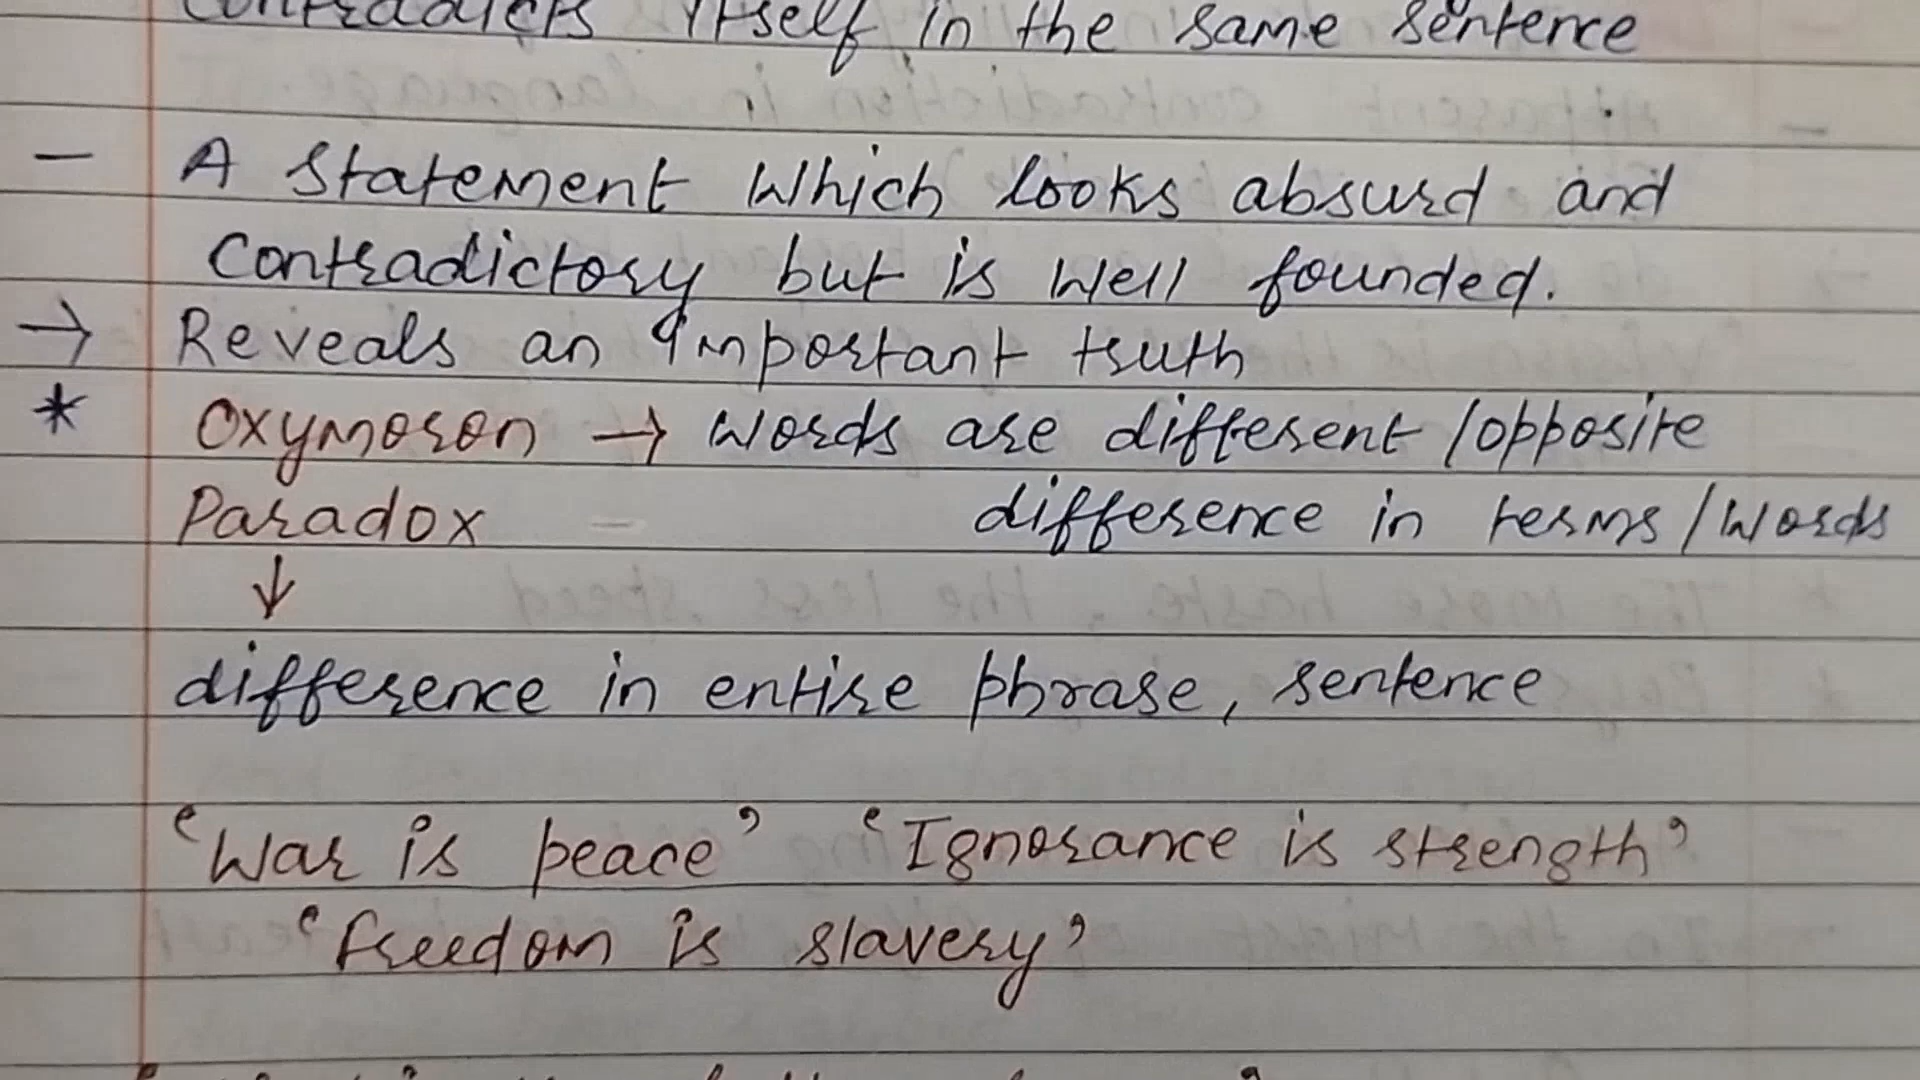 contradicts itself in the same sentence
- A statement which looks absurd and
contradictory but is well founded.
→ Reveals an important truth
* Oxymoron → words are different /opposite
Paradox difference in terms/words
↓
difference in entire phrase, sentence
'War is peace' 'Ignorance is strength'
'freedom is slavery'